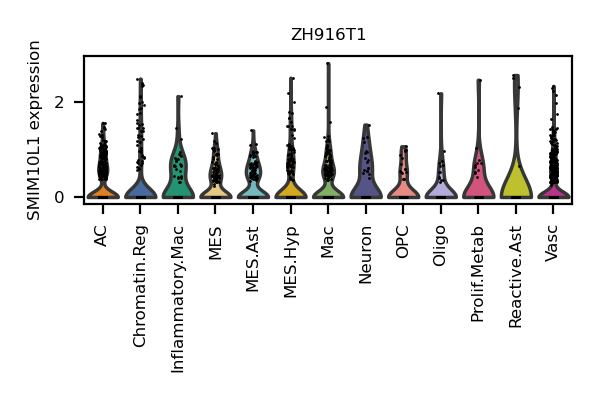 ZH916T1
SMIM10L1 expression
2
0
AC
Chromatin.Reg
Inflammatory.Mac
MES
MES.Ast
MES.Hyp
Mac
Neuron
OPC
Oligo
Prolif.Metab
Reactive.Ast
Vasc